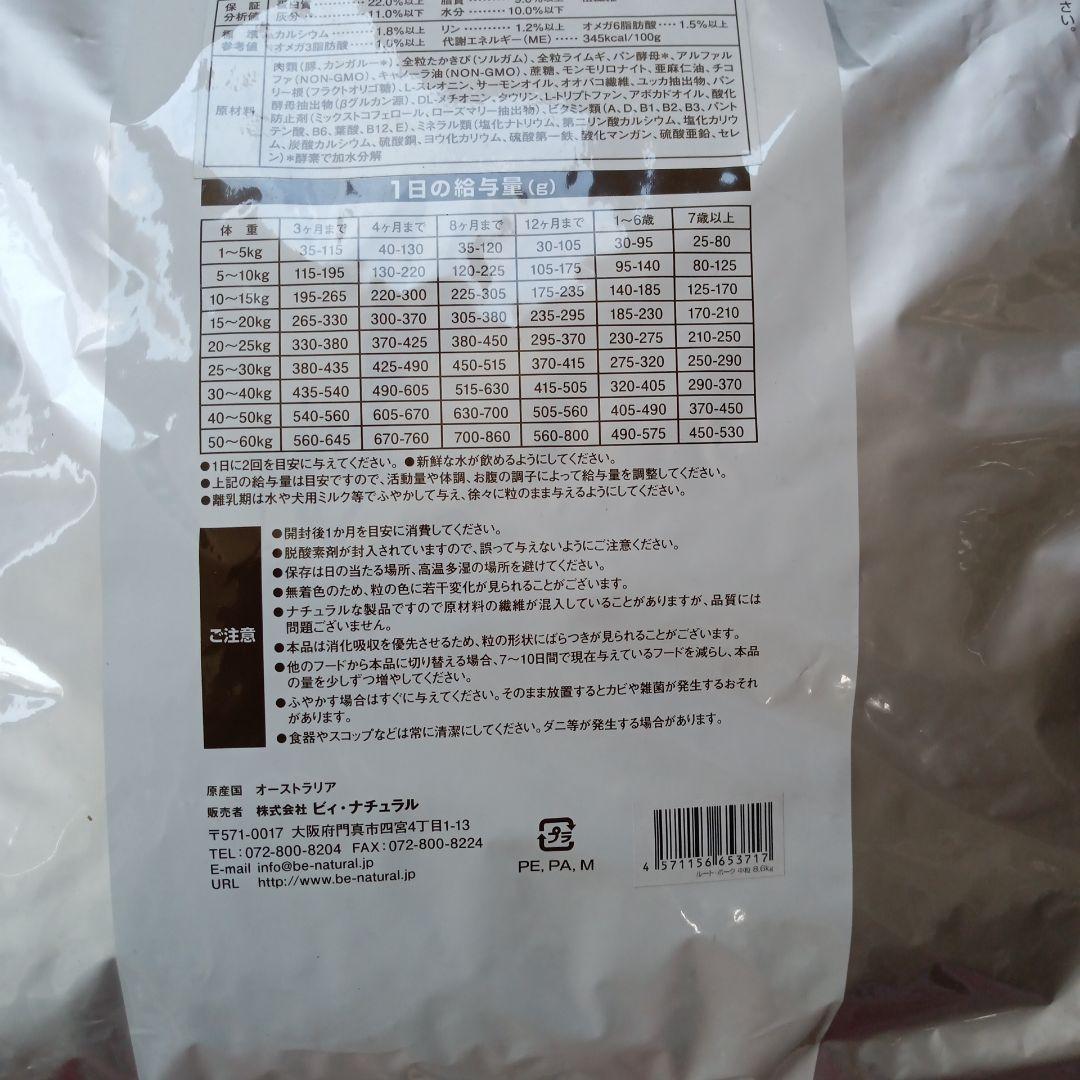 保証 蛋白質 22.0%以上 脂質 9.0%以上
分析値 灰分 11.0%以下 水分 10.0%以下
標準 カルシウム 1.8%以上 リン 1.2%以上 オメガ6脂肪酸 1.5%以上
参考値 オメガ3脂肪酸 1.0%以上 代謝エネルギー(ME) 345kcal/100g
原材料
肉類(豚、カンガルー*)、全粒たかきび(ソルガム)、全粒ライムギ、パン酵母*、アルファル
ファ(NON-GMO)、キャノーラ油(NON-GMO)、蔗糖、モンモリロナイト、亜麻仁油、チコ
リー根(フラクトオリゴ糖)、L-スレオニン、サーモンオイル、オオバコ繊維、ユッカ抽出物、パン
酵母抽出物(βグルカン源)、DL-メチオニン、タウリン、L-トリプトファン、アボカドオイル、酸化
防止剤(ミックストコフェロール、ローズマリー抽出物)、ビタミン類(A、D、B1、B2、B3、パント
テン酸、B6、葉酸、B12、E)、ミネラル類(塩化ナトリウム、第二リン酸カルシウム、塩化カリウ
ム、炭酸カルシウム、硫酸銅、ヨウ化カリウム、硫酸第一鉄、酸化マンガン、硫酸亜鉛、セレ
ン)*酵素で加水分解
さい。
1日の給与量(g)
体重 3ヶ月まで 4ヶ月まで 8ヶ月まで 12ヶ月まで 1〜6歳 7歳以上
1〜5kg 35-115 40-130 35-120 30-105 30-95 25-80
5〜10kg 115-195 130-220 120-225 105-175 95-140 80-125
10〜15kg 195-265 220-300 225-305 175-235 140-185 125-170
15〜20kg 265-330 300-370 305-380 235-295 185-230 170-210
20〜25kg 330-380 370-425 380-450 295-370 230-275 210-250
25〜30kg 380-435 425-490 450-515 370-415 275-320 250-290
30〜40kg 435-540 490-605 515-630 415-505 320-405 290-370
40〜50kg 540-560 605-670 630-700 505-560 405-490 370-450
50〜60kg 560-645 670-760 700-860 560-800 490-575 450-530
●1日に2回を目安に与えてください。 ●新鮮な水が飲めるようにしてください。
●上記の給与量は目安ですので、活動量や体調、お腹の調子によって給与量を調整してください。
●離乳期は水や犬用ミルク等でふやかして与え、徐々に粒のまま与えるようにしてください。
ご注意
●開封後1か月を目安に消費してください。
●脱酸素剤が封入されていますので、誤って与えないようにご注意ください。
●保存は日の当たる場所、高温多湿の場所を避けてください。
●無着色のため、粒の色に若干変化が見られることがございます。
●ナチュラルな製品ですので原材料の繊維が混入していることがありますが、品質には
問題ございません。
●本品は消化吸収を優先させるため、粒の形状にばらつきが見られることがございます。
●他のフードから本品に切り替える場合、7〜10日間で現在与えているフードを減らし、本品
の量を少しずつ増やしてください。
●ふやかす場合はすぐに与えてください。そのまま放置するとカビや雑菌が発生するおそれ
があります。
●食器やスコップなどは常に清潔にしてください。ダニ等が発生する場合があります。
原産国 オーストラリア
販売者 株式会社 ビィ・ナチュラル
〒571-0017 大阪府門真市四宮4丁目1-13
TEL:072-800-8204 FAX:072-800-8224
E-mail info@be-natural.jp
URL http://www.be-natural.jp
プラ
PE, PA, M
4 571156 653717
ルート・ポーク 中粒 8.6kg